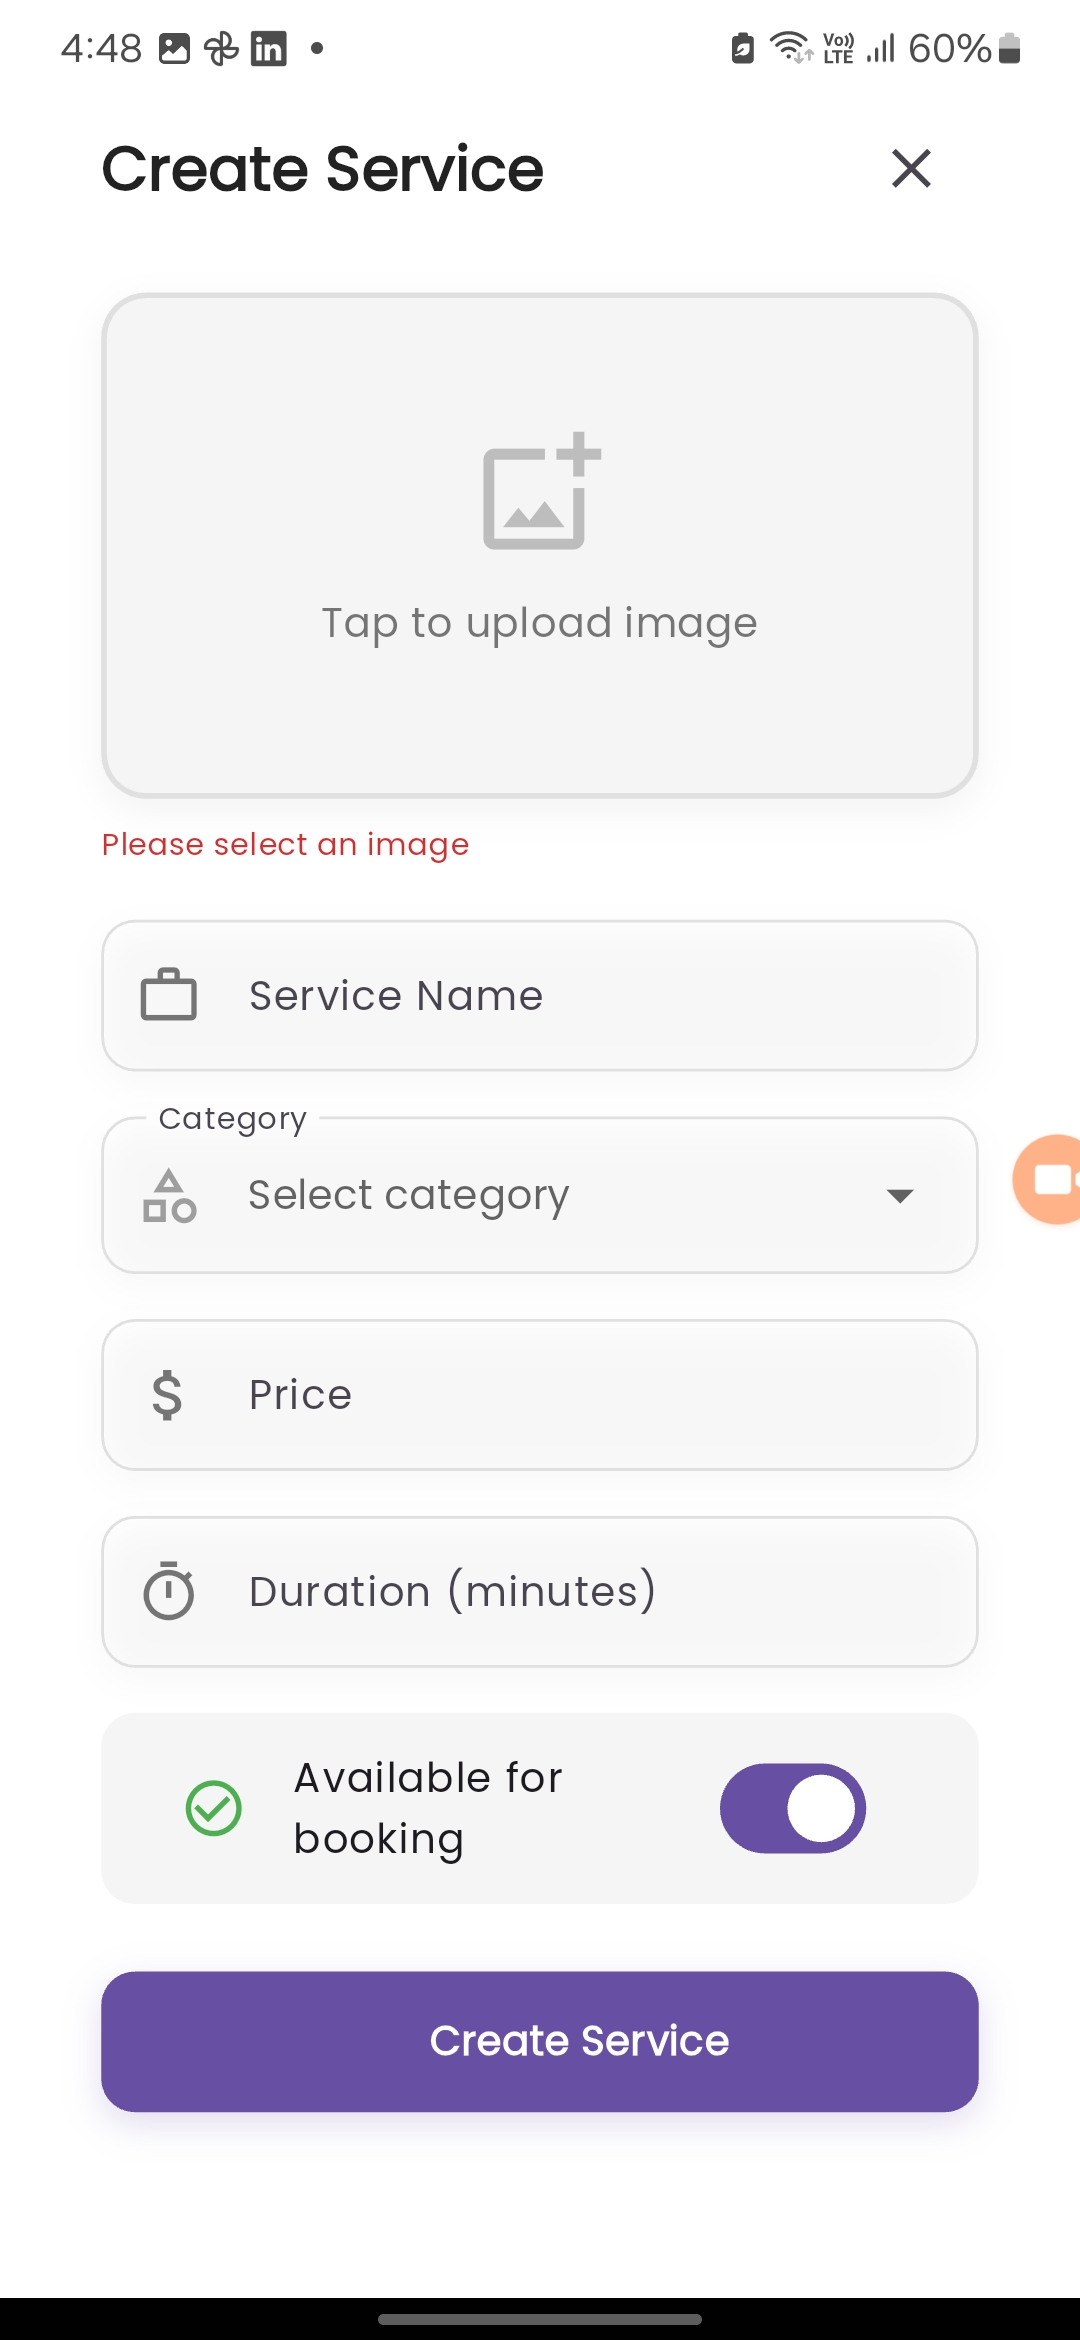 4:48 in Vo)) LTE 60%
Create Service
Tap to upload image
Please select an image
Service Name
Category
Select category
$ Price
Duration (minutes)
Available for
booking
Create Service